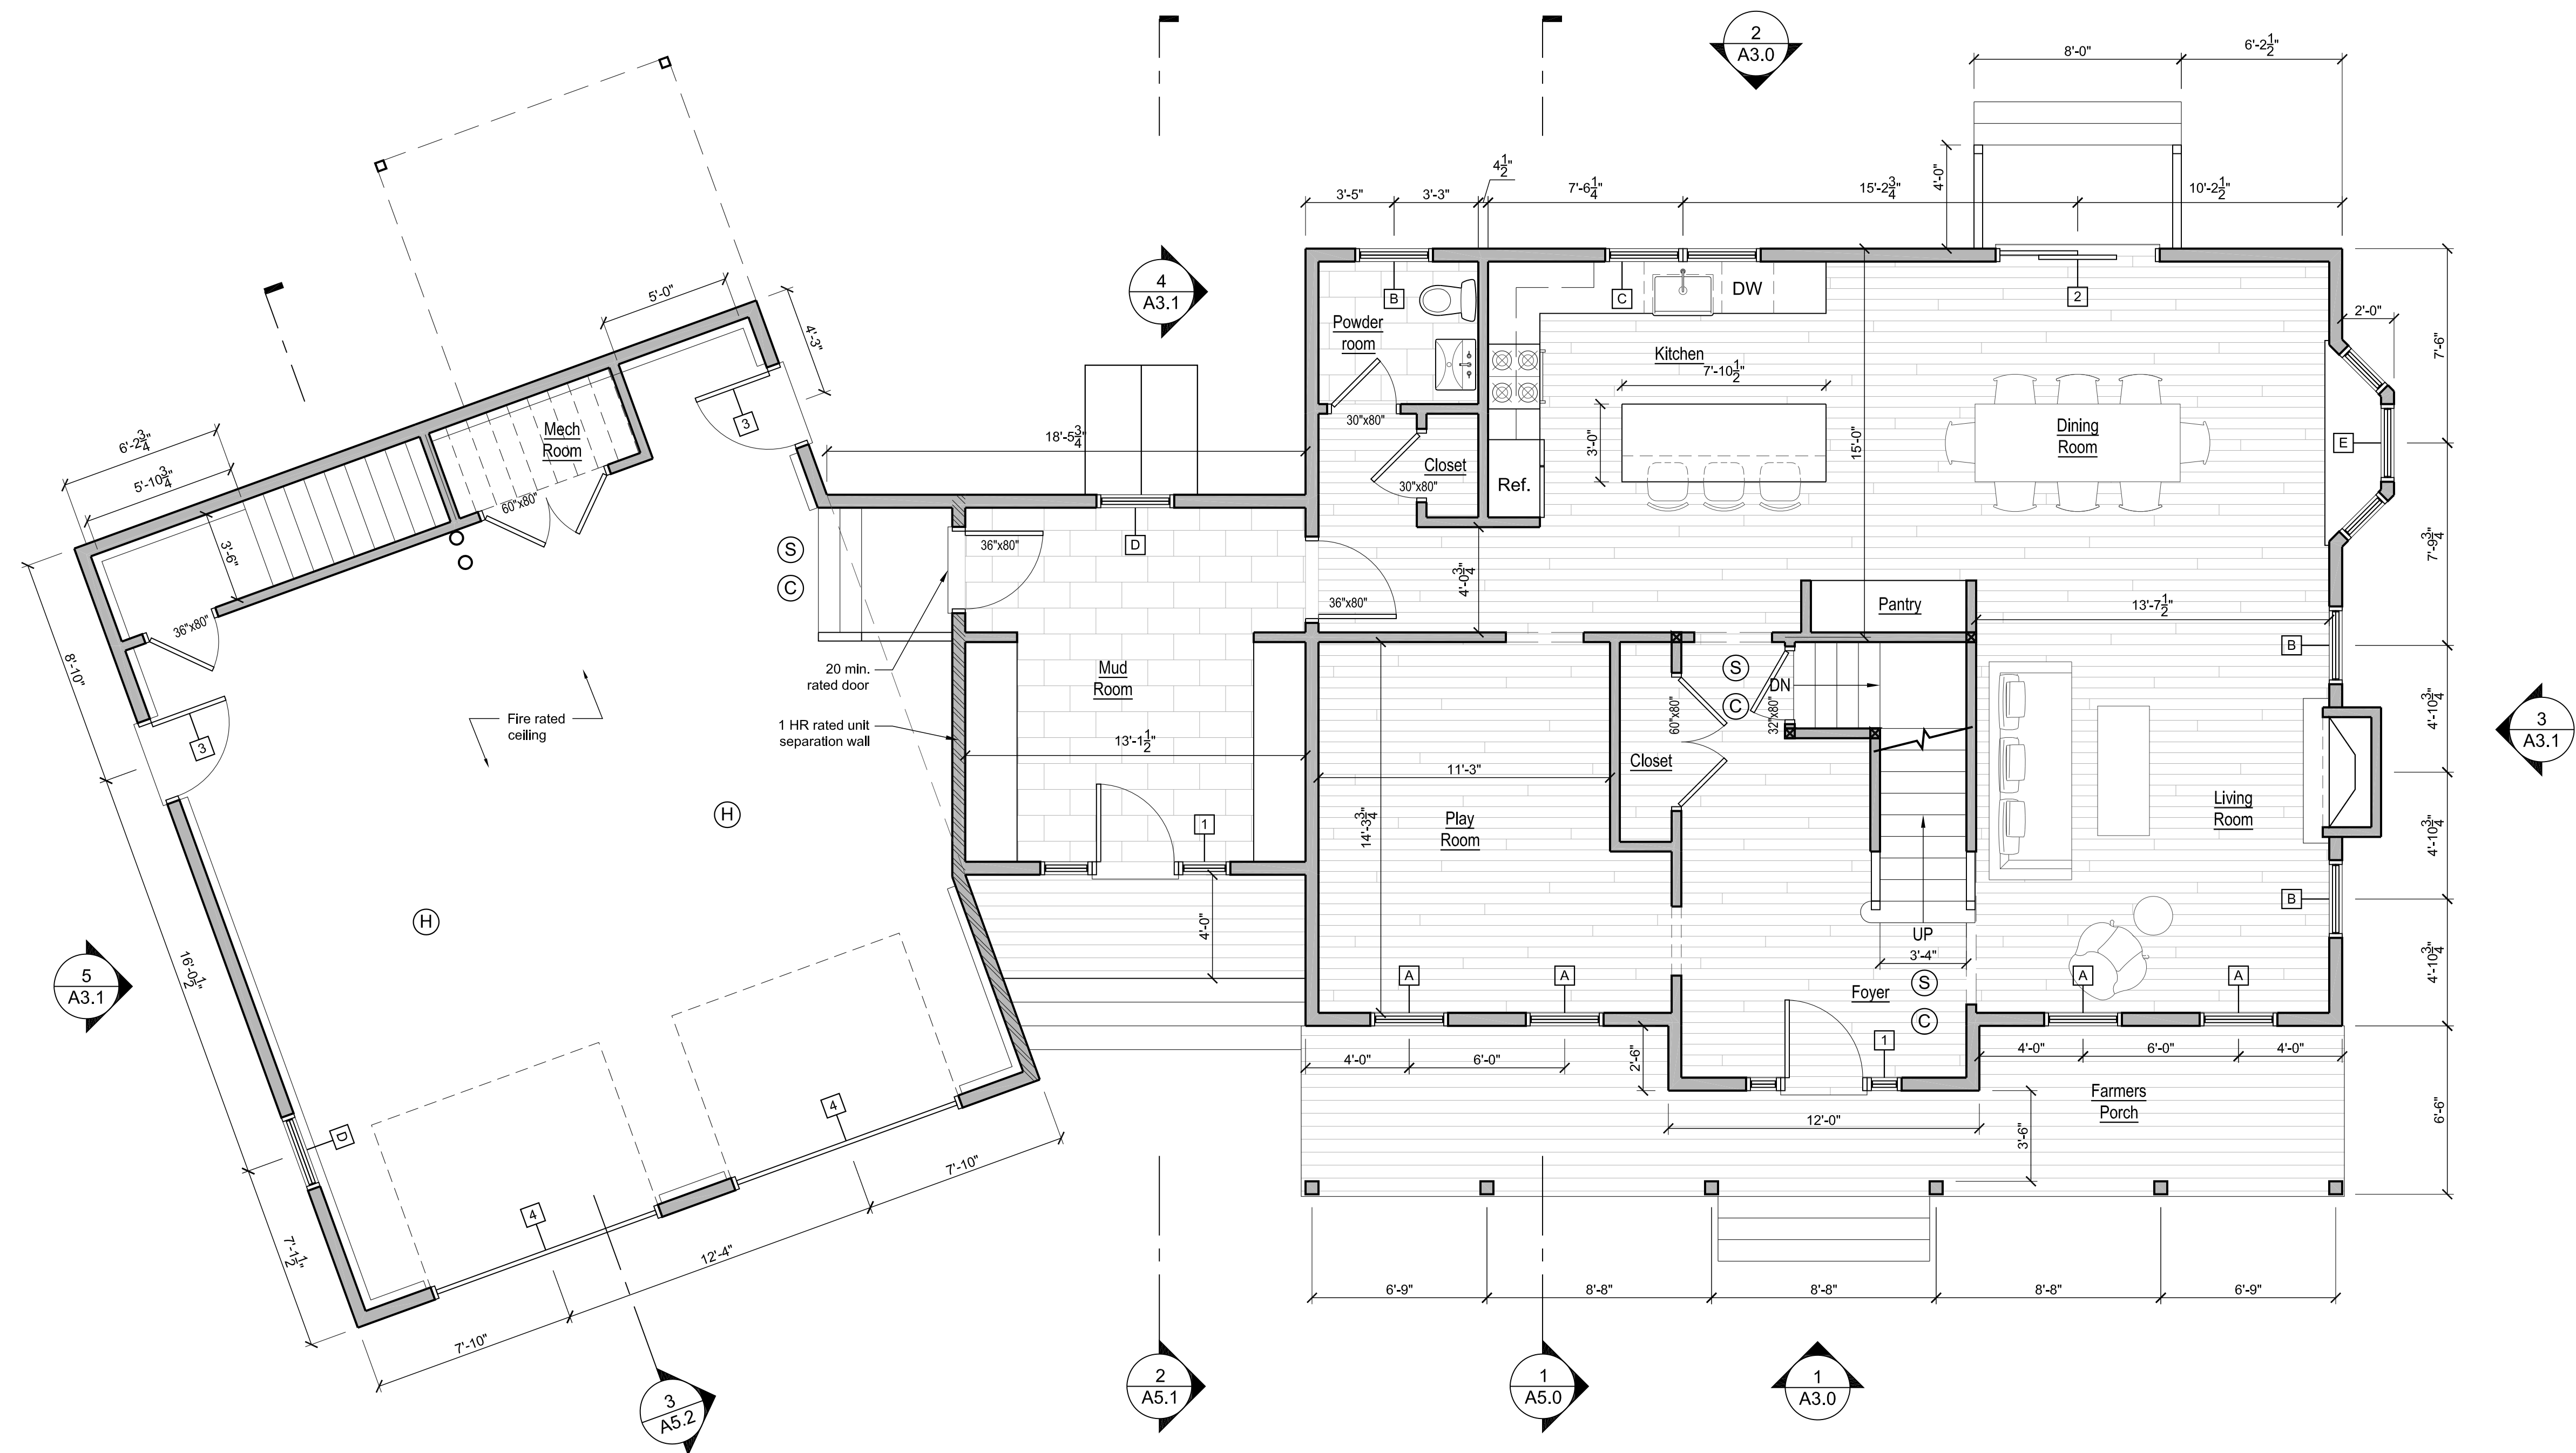 2
A3.0
8'-0"
6'-2 1/2"
4'-0"
3'-5"
3'-3"
4 1/2"
7'-6 1/4"
15'-2 3/4"
10'-2 1/2"
4
A3.1
B
C
DW
2
2'-0"
7'-6"
Powder
room
Kitchen
7'-10 1/2"
3'-0"
15'-0"
Dining
Room
E
30"x80"
Closet
30"x80"
Ref.
5'-0"
4'-3"
3
Mech
Room
60"x80"
6'-2 3/4"
5'-10 3/4"
3'-6"
36"x80"
18'-5 3/4"
S
C
36"x80"
D
36"x80"
4'-0 3/4"
Pantry
13'-7 1/2"
7'-9 3/4"
B
8'-10"
3
Fire rated
ceiling
20 min.
rated door
1 HR rated unit
separation wall
Mud
Room
13'-1 1/2"
1
S
C
DN
60"x80"
32"x80"
Closet
11'-3"
14'-3 3/4"
Play
Room
Living
Room
4'-10 3/4"
4'-10 3/4"
4'-10 3/4"
3
A3.1
B
H
H
5
A3.1
16'-0 1/2"
4'-0"
A
A
UP
3'-4"
Foyer
S
C
1
A
A
D
4
4
7'-1 1/2"
7'-10"
12'-4"
7'-10"
4'-0"
6'-0"
2'-6"
12'-0"
4'-0"
6'-0"
4'-0"
Farmers
Porch
3'-6"
6'-6"
6'-9"
8'-8"
8'-8"
8'-8"
6'-9"
3
A5.2
2
A5.1
1
A5.0
1
A3.0